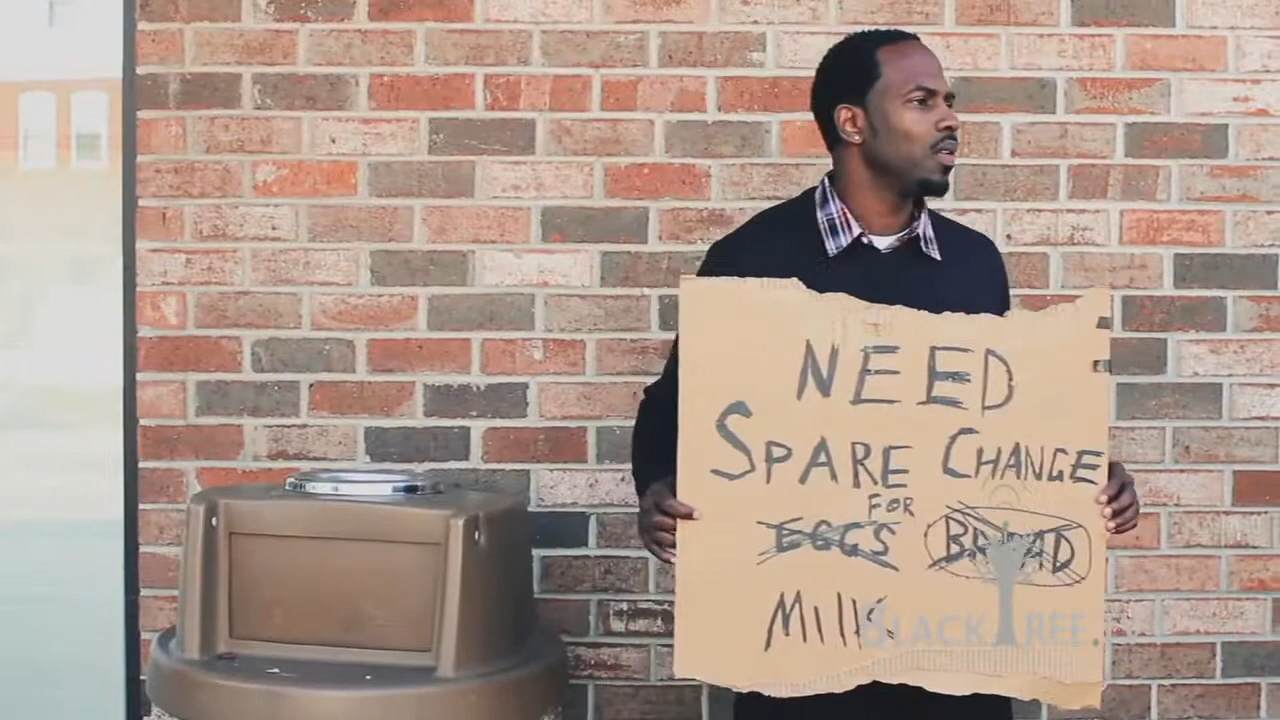 NEED
SPARE CHANGE
FOR
EGGS BREAD
Milk
BLACKTREE.